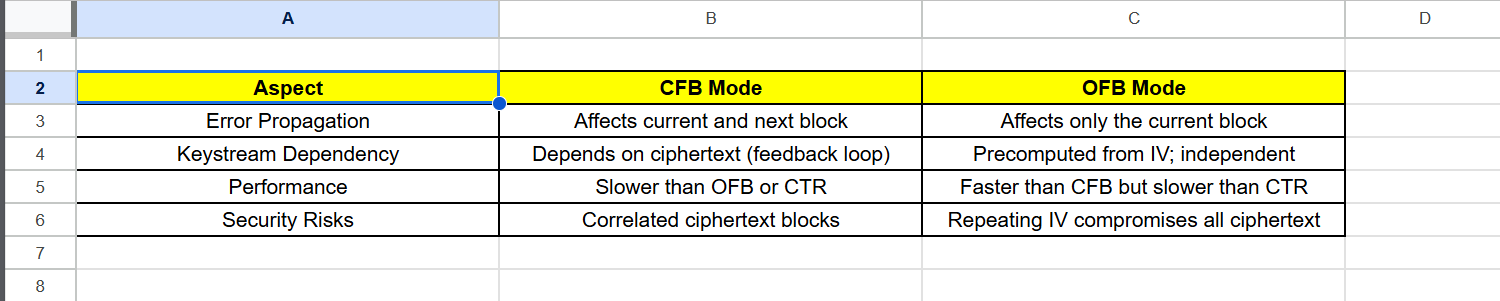 A B C D
1
2 Aspect CFB Mode OFB Mode
3 Error Propagation Affects current and next block Affects only the current block
4 Keystream Dependency Depends on ciphertext (feedback loop) Precomputed from IV; independent
5 Performance Slower than OFB or CTR Faster than CFB but slower than CTR
6 Security Risks Correlated ciphertext blocks Repeating IV compromises all ciphertext
7
8